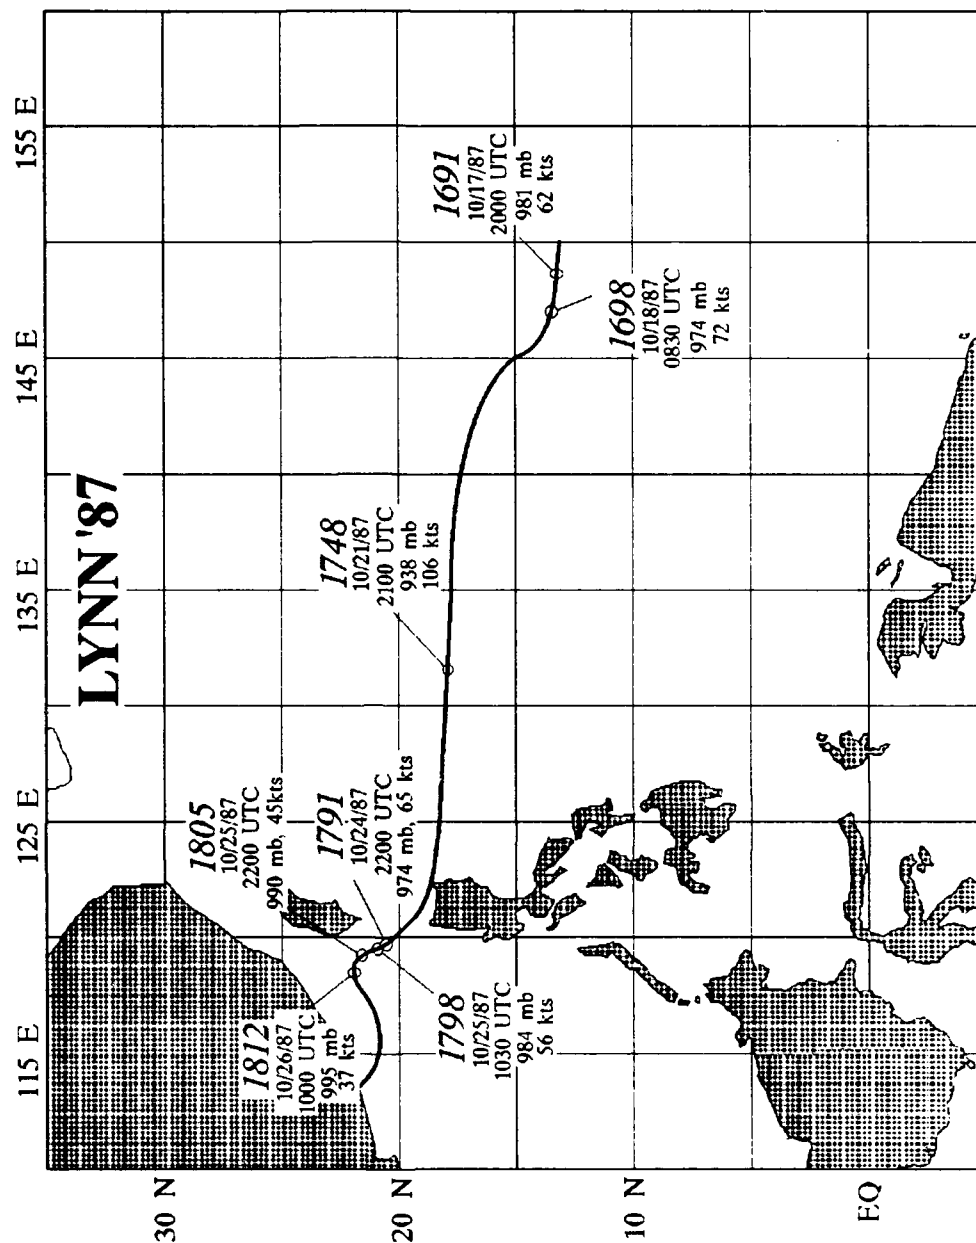 LYNN '87
1812
10/26/87
1000 UTC
995 mb
37 kts
1805
10/25/87
2200 UTC
990 mb, 45kts
1798
10/25/87
1030 UTC
984 mb
56 kts
1791
10/24/87
2200 UTC
974 mb, 65 kts
1748
10/21/87
2100 UTC
938 mb
106 kts
1698
10/18/87
0830 UTC
974 mb
72 kts
1691
10/17/87
2000 UTC
981 mb
62 kts
115 E
125 E
135 E
145 E
155 E
30 N
20 N
10 N
EQ